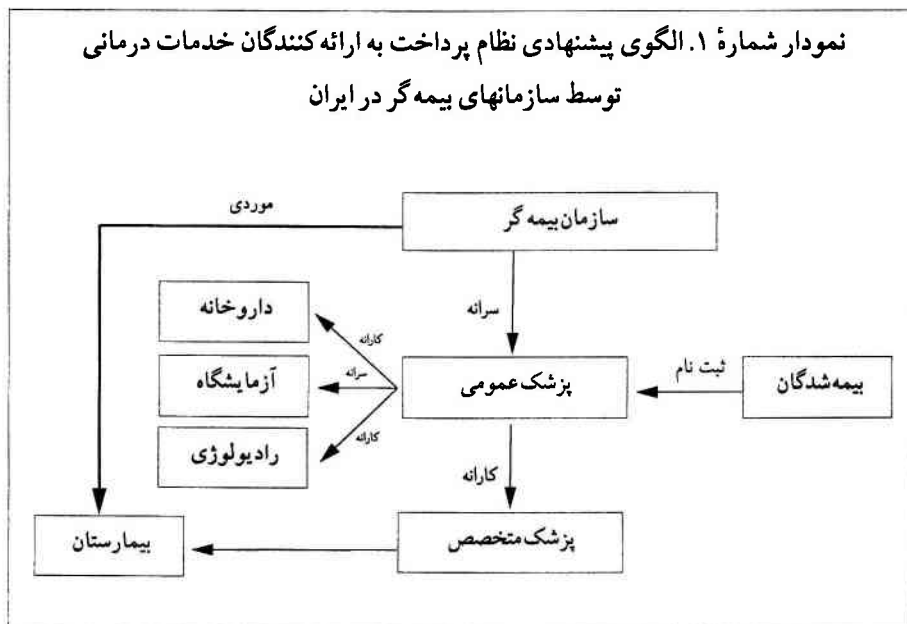 نمودار شمارهٔ ۱. الگوی پیشنهادی نظام پرداخت به ارائه‌کنندگان خدمات درمانی
توسط سازمانهای بیمه‌گر در ایران
موردی
سازمان بیمه‌گر
سرانه
داروخانه
کارانه
آزمایشگاه
سرانه
پزشک عمومی
ثبت نام
بیمه‌شدگان
رادیولوژی
کارانه
کارانه
پزشک متخصص
بیمارستان